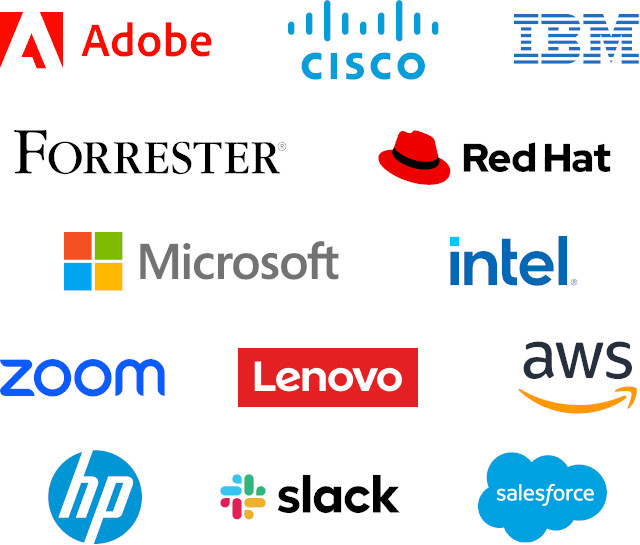 Adobe
CISCO
IBM
FORRESTER®
Red Hat
Microsoft
intel®
zoom
Lenovo
aws
hp
slack
salesforce